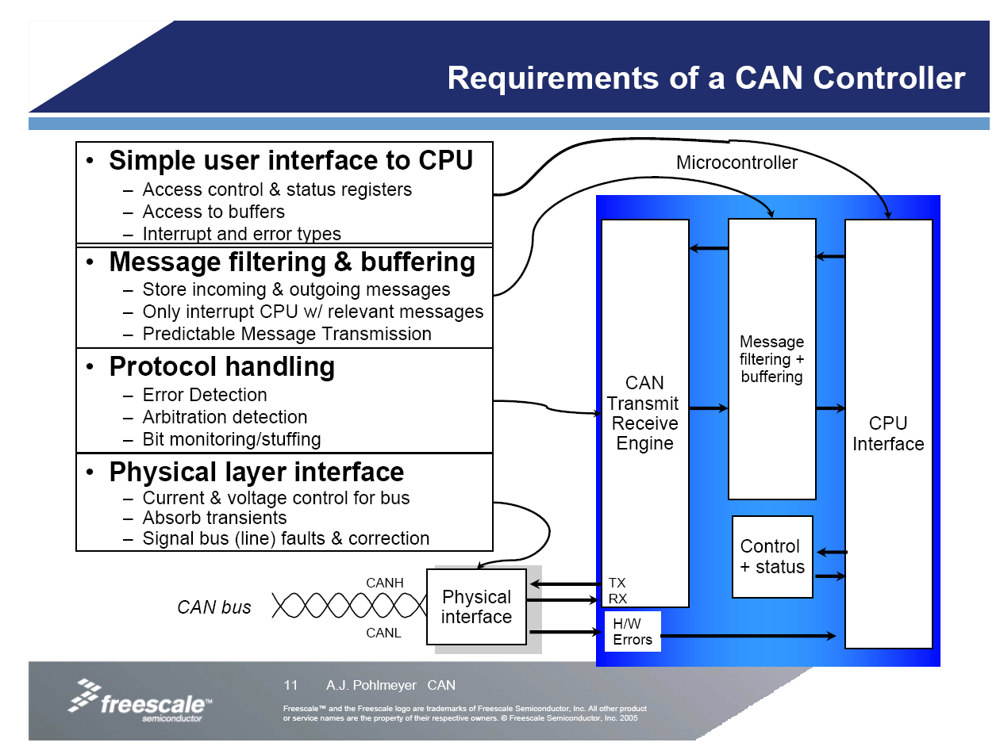 Requirements of a CAN Controller
• Simple user interface to CPU
– Access control & status registers
– Access to buffers
– Interrupt and error types
• Message filtering & buffering
– Store incoming & outgoing messages
– Only interrupt CPU w/ relevant messages
– Predictable Message Transmission
• Protocol handling
– Error Detection
– Arbitration detection
– Bit monitoring/stuffing
• Physical layer interface
– Current & voltage control for bus
– Absorb transients
– Signal bus (line) faults & correction
Microcontroller
CAN
Transmit
Receive
Engine
Message
filtering +
buffering
CPU
Interface
Control
+ status
TX
RX
H/W
Errors
Physical
interface
CANH
CAN bus
CANL
freescale™
semiconductor
11 A.J. Pohlmeyer CAN
Freescale™ and the Freescale logo are trademarks of Freescale Semiconductor, Inc. All other product
or service names are the property of their respective owners. © Freescale Semiconductor, Inc. 2005